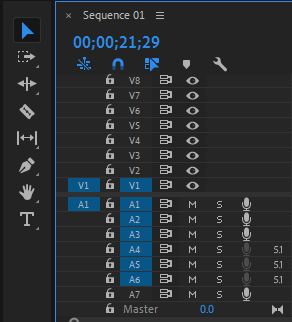 Sequence 01
00;00;21;29
V8
V7
V6
V5
V4
V3
V2
V1 V1
A1 A1 M S
A2 M S
A3 M S
A4 M S 5.1
A5 M S 5.1
A6 M S 5.1
A7 M S
Master 0.0
T